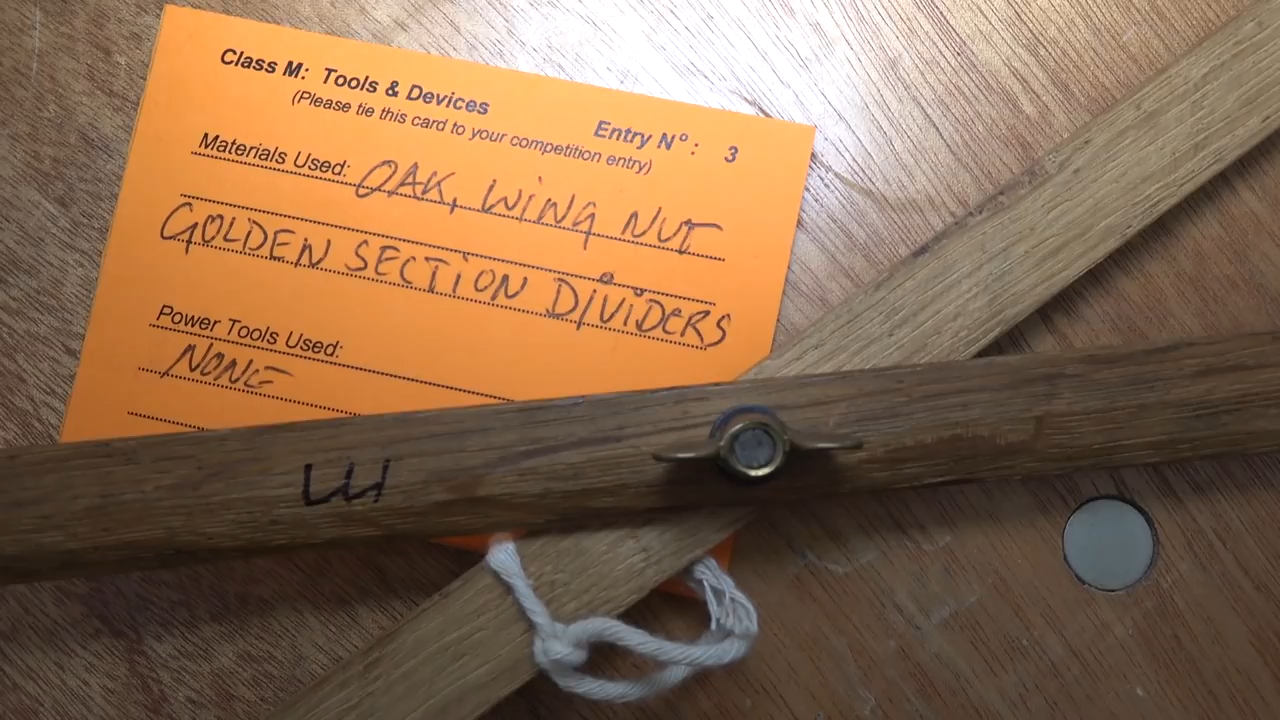 Class M: Tools & Devices
(Please tie this card to your competition entry)
Entry Nº: 3
Materials Used: OAK, WING NUT
GOLDEN SECTION DIVIDERS
Power Tools Used:
NONE